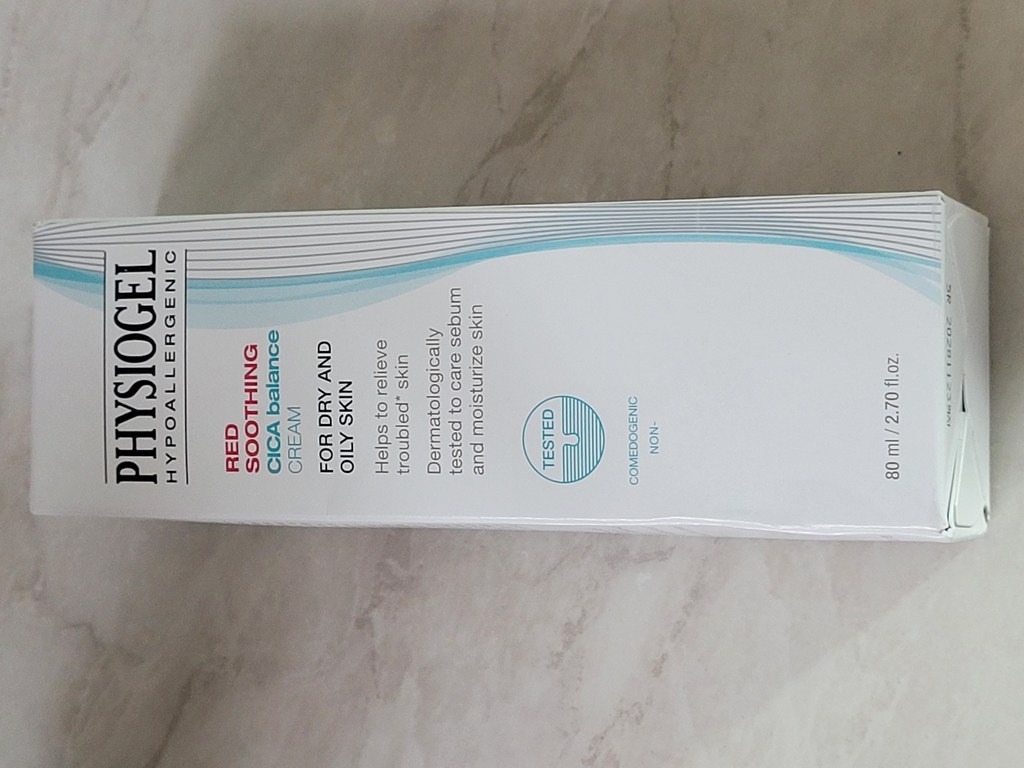 PHYSIOGEL
HYPOALLERGENIC
RED
SOOTHING
CICA balance
CREAM
FOR DRY AND
OILY SKIN
Helps to relieve
troubled* skin
Dermatologically
tested to care sebum
and moisturize skin
TESTED
COMEDOGENIC
NON-
80 ml / 2.70 fl.oz.